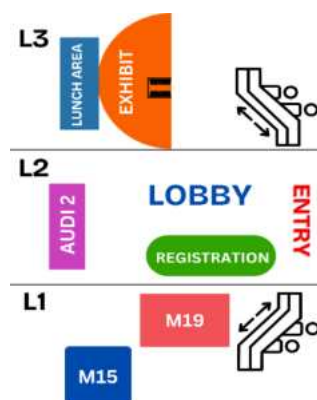 L3
LUNCH AREA
EXHIBIT
L2
AUDI 2
LOBBY
REGISTRATION
ENTRY
L1
M19
M15